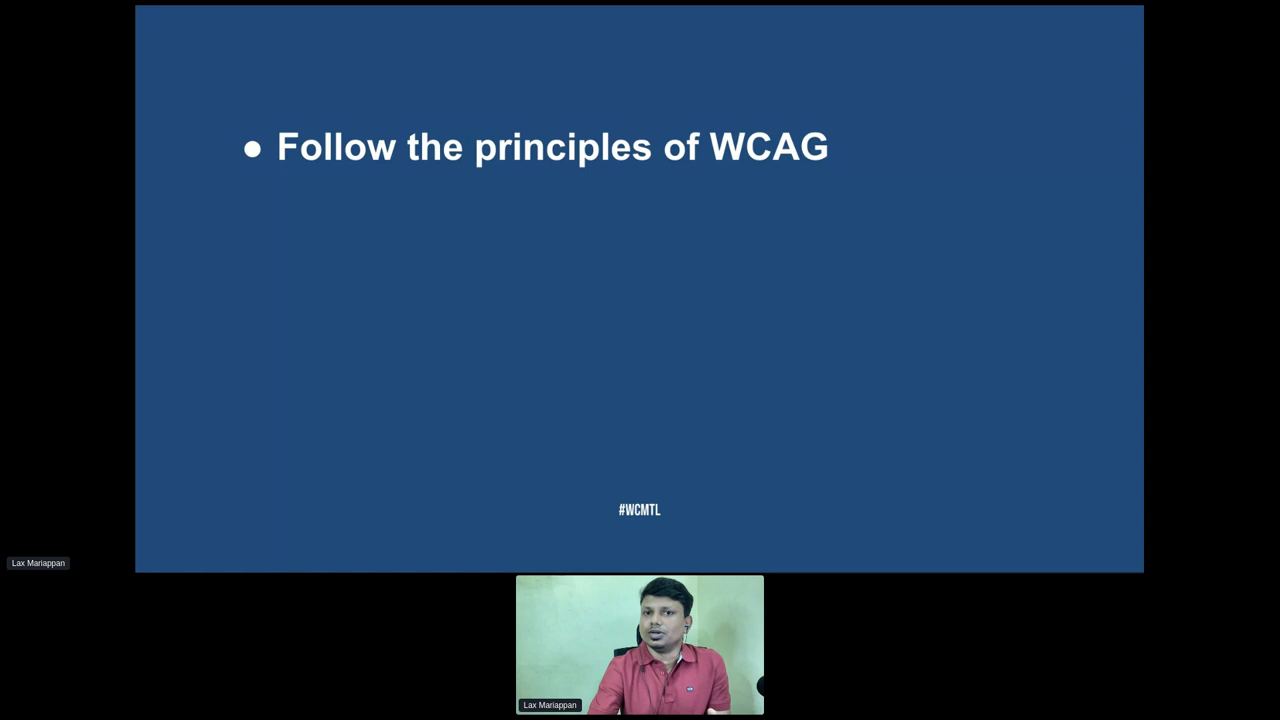 ● Follow the principles of WCAG
#WCMTL
Lax Mariappan
Lax Mariappan